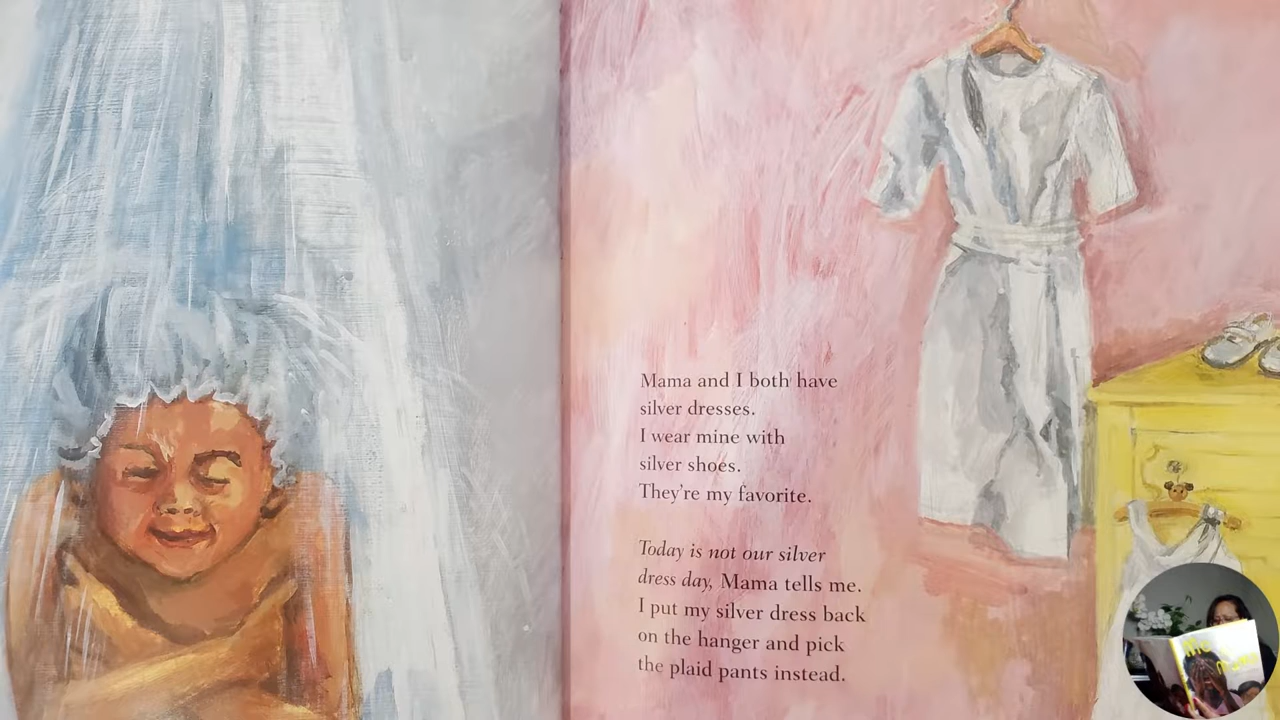 Mama and I both have
silver dresses.
I wear mine with
silver shoes.
They're my favorite.
Today is not our silver
dress day, Mama tells me.
I put my silver dress back
on the hanger and pick
the plaid pants instead.